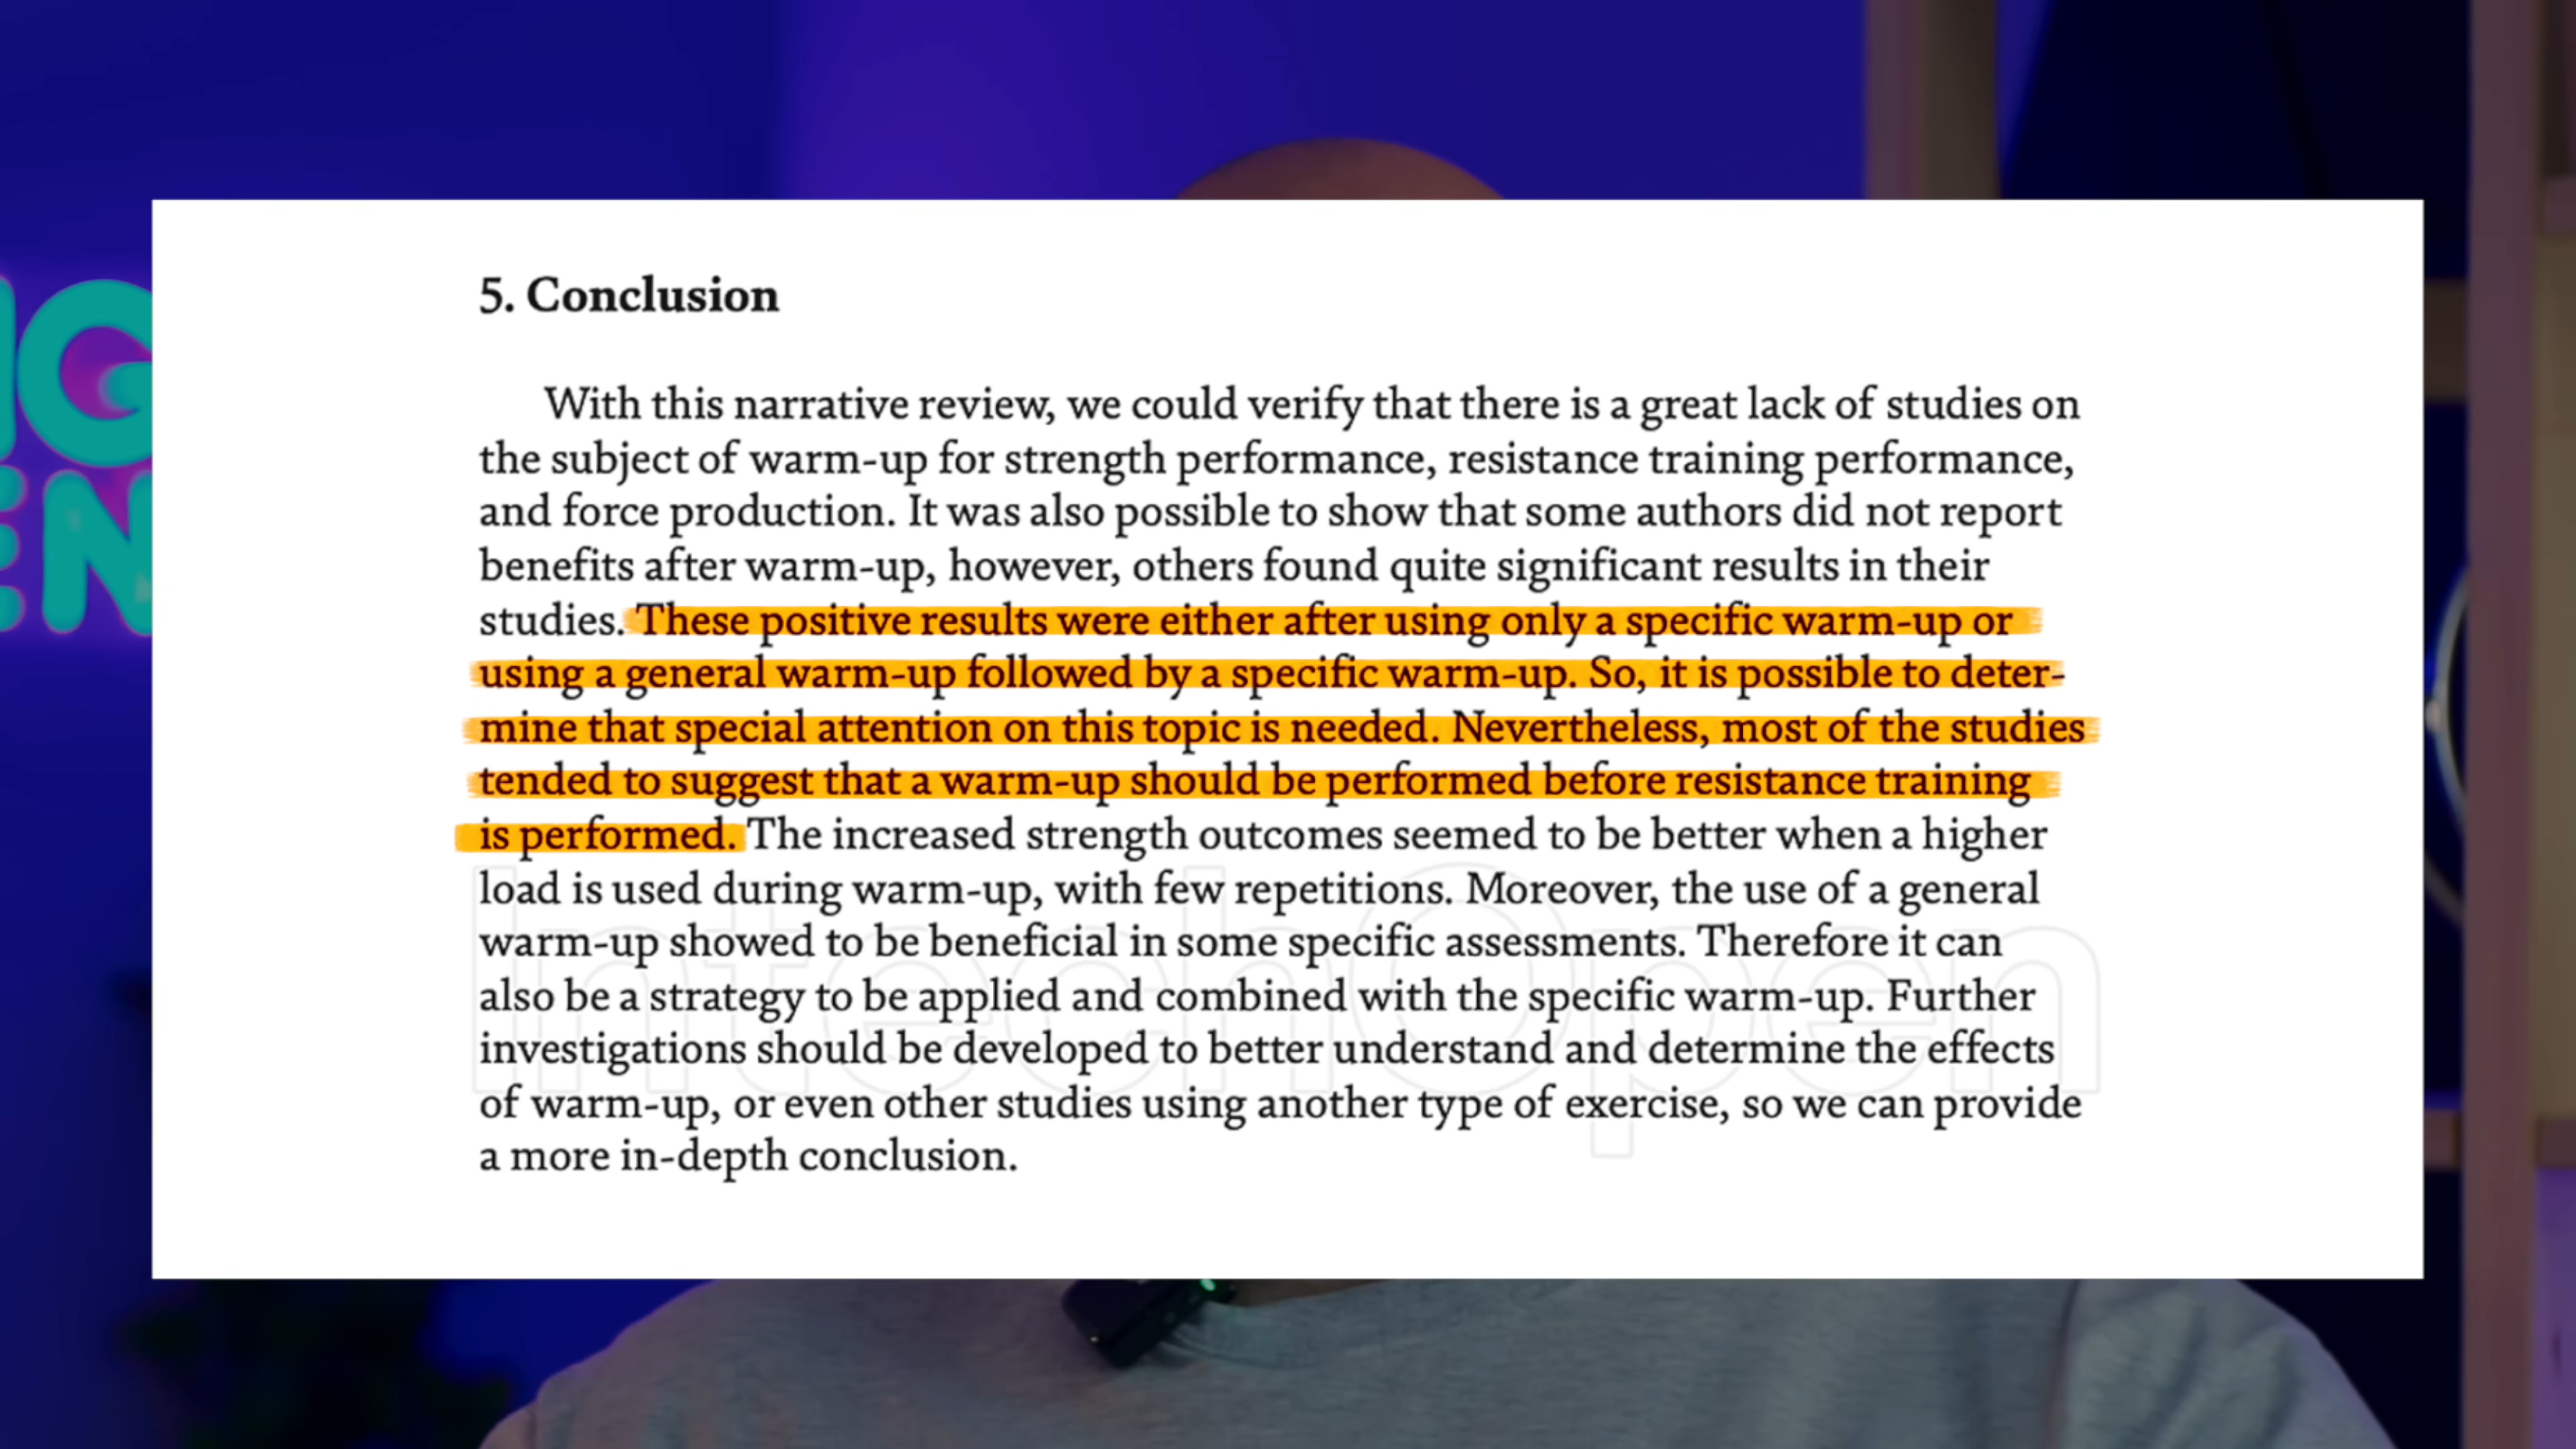 5. Conclusion
With this narrative review, we could verify that there is a great lack of studies on
the subject of warm-up for strength performance, resistance training performance,
and force production. It was also possible to show that some authors did not report
benefits after warm-up, however, others found quite significant results in their
studies. These positive results were either after using only a specific warm-up or
using a general warm-up followed by a specific warm-up. So, it is possible to deter-
mine that special attention on this topic is needed. Nevertheless, most of the studies
tended to suggest that a warm-up should be performed before resistance training
is performed. The increased strength outcomes seemed to be better when a higher
load is used during warm-up, with few repetitions. Moreover, the use of a general
warm-up showed to be beneficial in some specific assessments. Therefore it can
also be a strategy to be applied and combined with the specific warm-up. Further
investigations should be developed to better understand and determine the effects
of warm-up, or even other studies using another type of exercise, so we can provide
a more in-depth conclusion.
IntechOpen